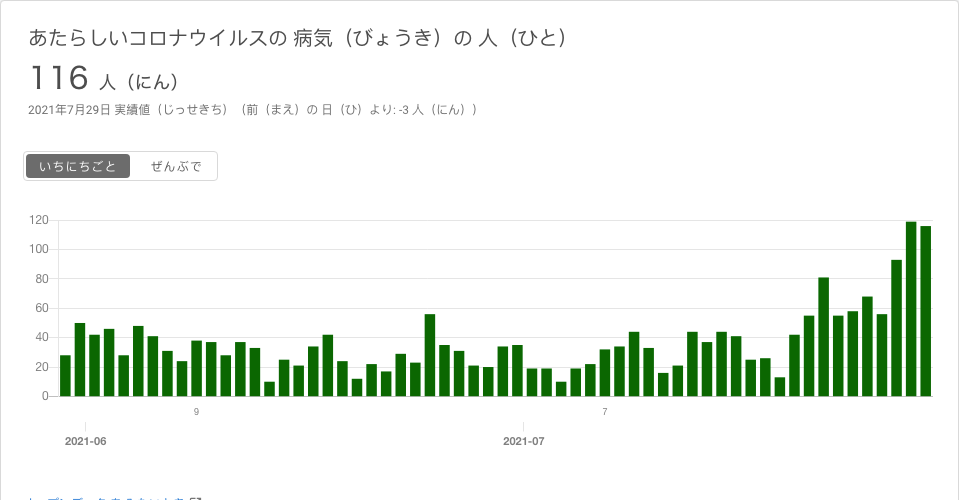 あたらしいコロナウイルスの 病気（びょうき）の 人（ひと）
116 人（にん）
2021年7月29日 実績値（じっせきち）（前（まえ）の 日（ひ）より: -3 人（にん））
いちにちごと ぜんぶで
120
100
80
60
40
20
0
9 7
2021-06 2021-07